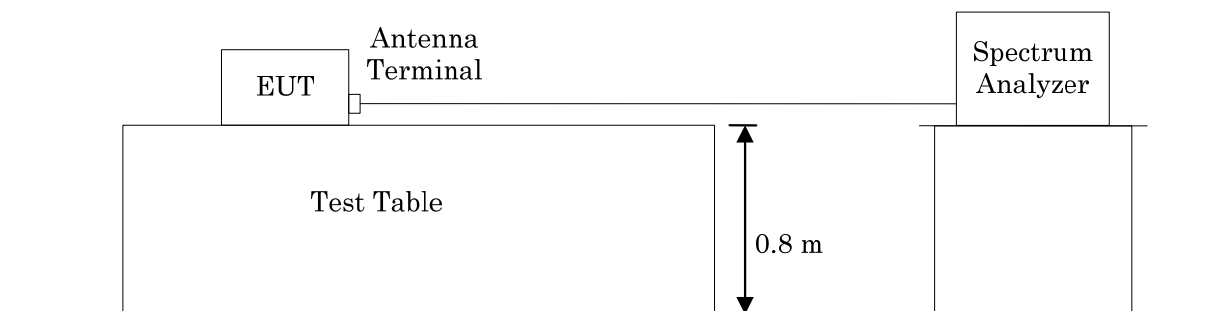 Antenna
Terminal
EUT
Spectrum
Analyzer
Test Table
0.8 m